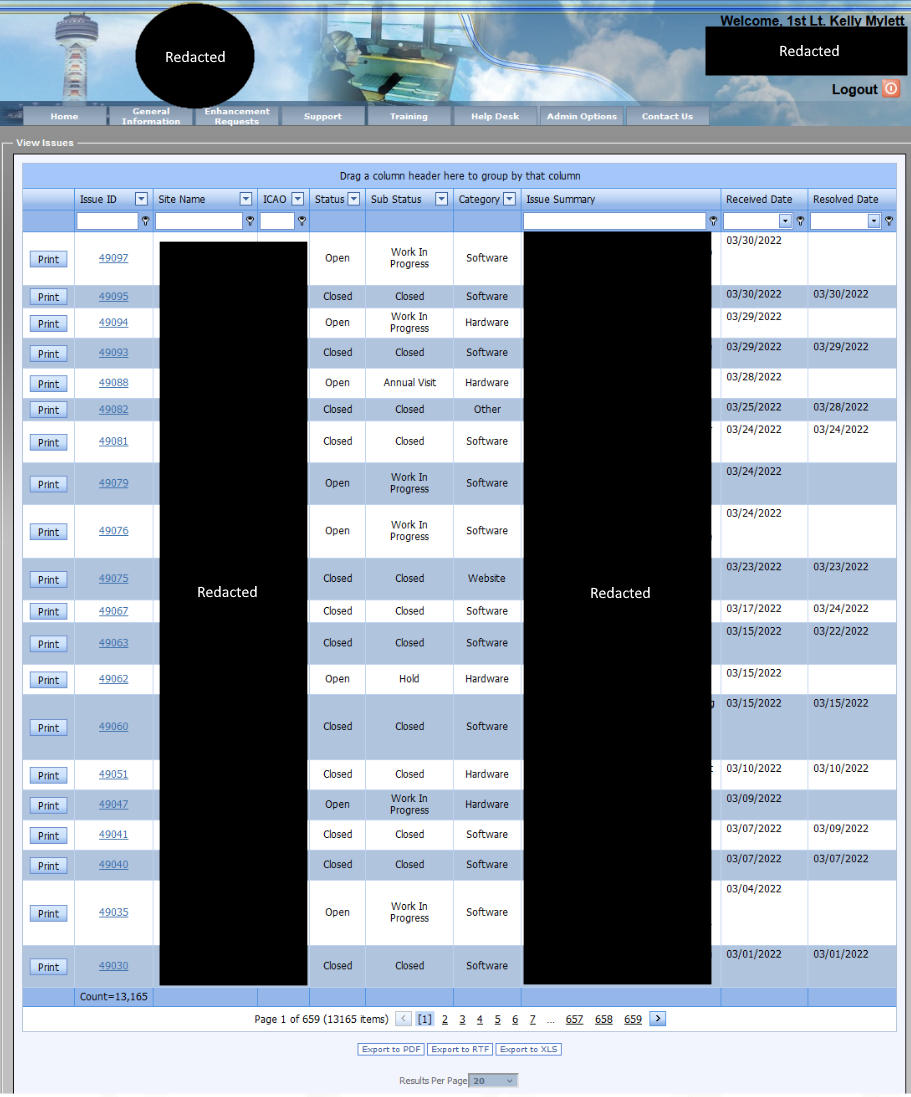 Welcome, 1st Lt. Kelly Mylett
Redacted
Redacted
Logout
Home
General Information
Enhancement Requests
Support
Training
Help Desk
Admin Options
Contact Us
View Issues
Drag a column header here to group by that column
Issue ID Site Name ICAO Status Sub Status Category Issue Summary Received Date Resolved Date
Print 49097 Open Work In Progress Software 03/30/2022
Print 49095 Closed Closed Software 03/30/2022 03/30/2022
Print 49094 Open Work In Progress Hardware 03/29/2022
Print 49093 Closed Closed Software 03/29/2022 03/29/2022
Print 49088 Open Annual Visit Hardware 03/28/2022
Print 49082 Closed Closed Other 03/25/2022 03/28/2022
Print 49081 Closed Closed Software 03/24/2022 03/24/2022
Print 49079 Open Work In Progress Software 03/24/2022
Print 49076 Open Work In Progress Software 03/24/2022
Print 49075 Closed Closed Website 03/23/2022 03/23/2022
Redacted
Redacted
Print 49067 Closed Closed Software 03/17/2022 03/24/2022
Print 49063 Closed Closed Software 03/15/2022 03/22/2022
Print 49062 Open Hold Hardware 03/15/2022
Print 49060 Closed Closed Software 03/15/2022 03/15/2022
Print 49051 Closed Closed Hardware 03/10/2022 03/10/2022
Print 49047 Open Work In Progress Hardware 03/09/2022
Print 49041 Closed Closed Software 03/07/2022 03/09/2022
Print 49040 Closed Closed Software 03/07/2022 03/07/2022
Print 49035 Open Work In Progress Software 03/04/2022
Print 49030 Closed Closed Software 03/01/2022 03/01/2022
Count=13,165
Page 1 of 659 (13165 items) < [1] 2 3 4 5 6 7 ... 657 658 659 >
Export to PDF Export to RTF Export to XLS
Results Per Page 20